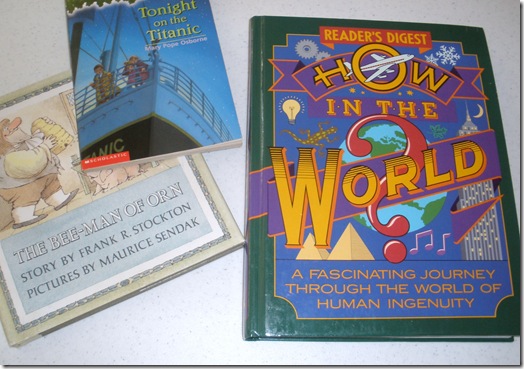 Tonight
on the
Titanic
Mary Pope Osborne
SCHOLASTIC
THE BEE-MAN OF ORN
STORY BY FRANK R. STOCKTON
PICTURES BY MAURICE SENDAK
READER'S DIGEST
HOW
IN THE
WORLD
?
A FASCINATING JOURNEY
THROUGH THE WORLD OF
HUMAN INGENUITY